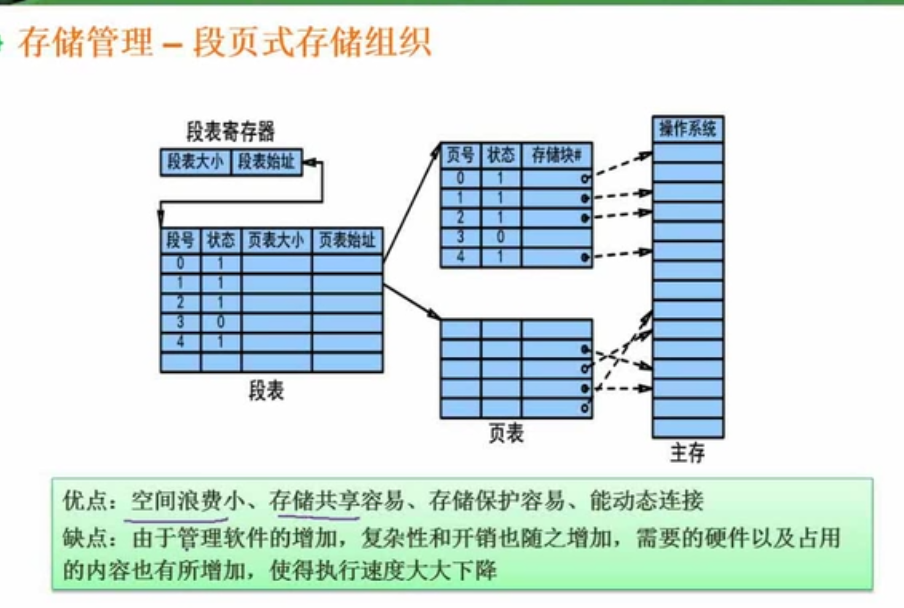 存储管理 – 段页式存储组织
段表寄存器
段表大小 段表始址
段号 状态 页表大小 页表始址
0 1
1 1
2 1
3 0
4 1
段表
页号 状态 存储块#
0 1
1 1
2 1
3 0
4 1
页表
操作系统
主存
优点：空间浪费小、存储共享容易、存储保护容易、能动态连接
缺点：由于管理软件的增加，复杂性和开销也随之增加，需要的硬件以及占用
的内容也有所增加，使得执行速度大大下降